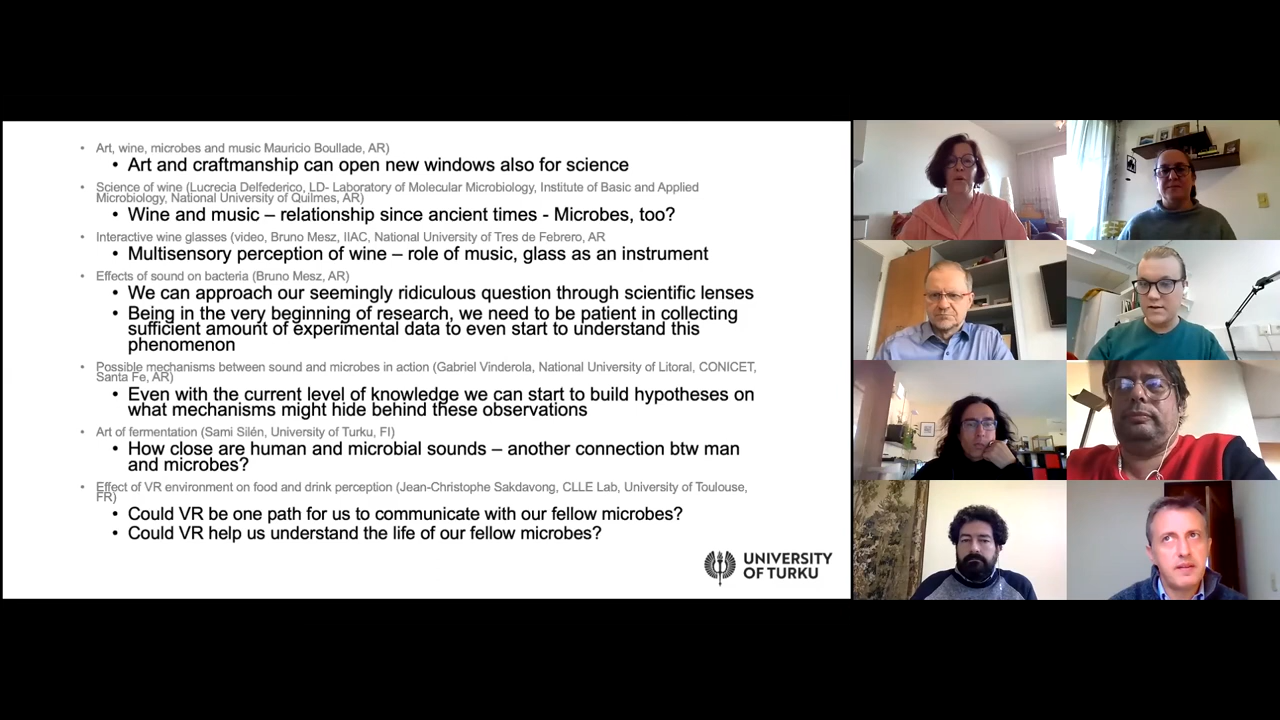 • Art, wine, microbes and music Mauricio Boullade, AR)
• Art and craftmanship can open new windows also for science
• Science of wine (Lucrecia Delfederico, LD- Laboratory of Molecular Microbiology, Institute of Basic and Applied
Microbiology, National University of Quilmes, AR)
• Wine and music – relationship since ancient times - Microbes, too?
• Interactive wine glasses (video, Bruno Mesz, IIAC, National University of Tres de Febrero, AR
• Multisensory perception of wine – role of music, glass as an instrument
• Effects of sound on bacteria (Bruno Mesz, AR)
• We can approach our seemingly ridiculous question through scientific lenses
• Being in the very beginning of research, we need to be patient in collecting
sufficient amount of experimental data to even start to understand this
phenomenon
• Possible mechanisms between sound and microbes in action (Gabriel Vinderola, National University of Litoral, CONICET,
Santa Fe, AR)
• Even with the current level of knowledge we can start to build hypotheses on
what mechanisms might hide behind these observations
• Art of fermentation (Sami Silén, University of Turku, FI)
• How close are human and microbial sounds – another connection btw man
and microbes?
• Effect of VR environment on food and drink perception (Jean-Christophe Sakdavong, CLLE Lab, University of Toulouse,
FR)
• Could VR be one path for us to communicate with our fellow microbes?
• Could VR help us understand the life of our fellow microbes?
UNIVERSITY
OF TURKU